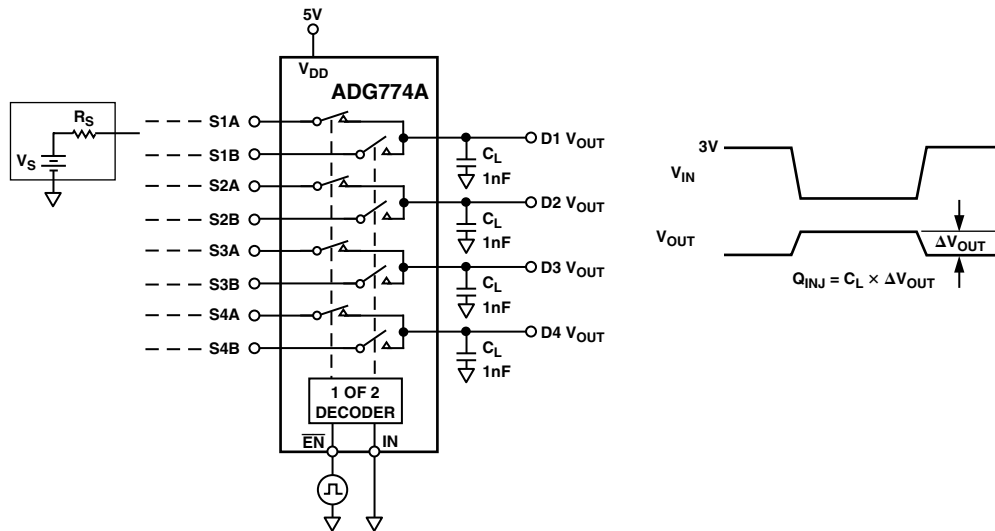 5V
VDD
ADG774A
RS
VS
S1A
S1B
S2A
S2B
S3A
S3B
S4A
S4B
D1 VOUT
CL
1nF
D2 VOUT
CL
1nF
D3 VOUT
CL
1nF
D4 VOUT
CL
1nF
1 OF 2
DECODER
EN
IN
3V
VIN
VOUT
ΔVOUT
QINJ = CL × ΔVOUT